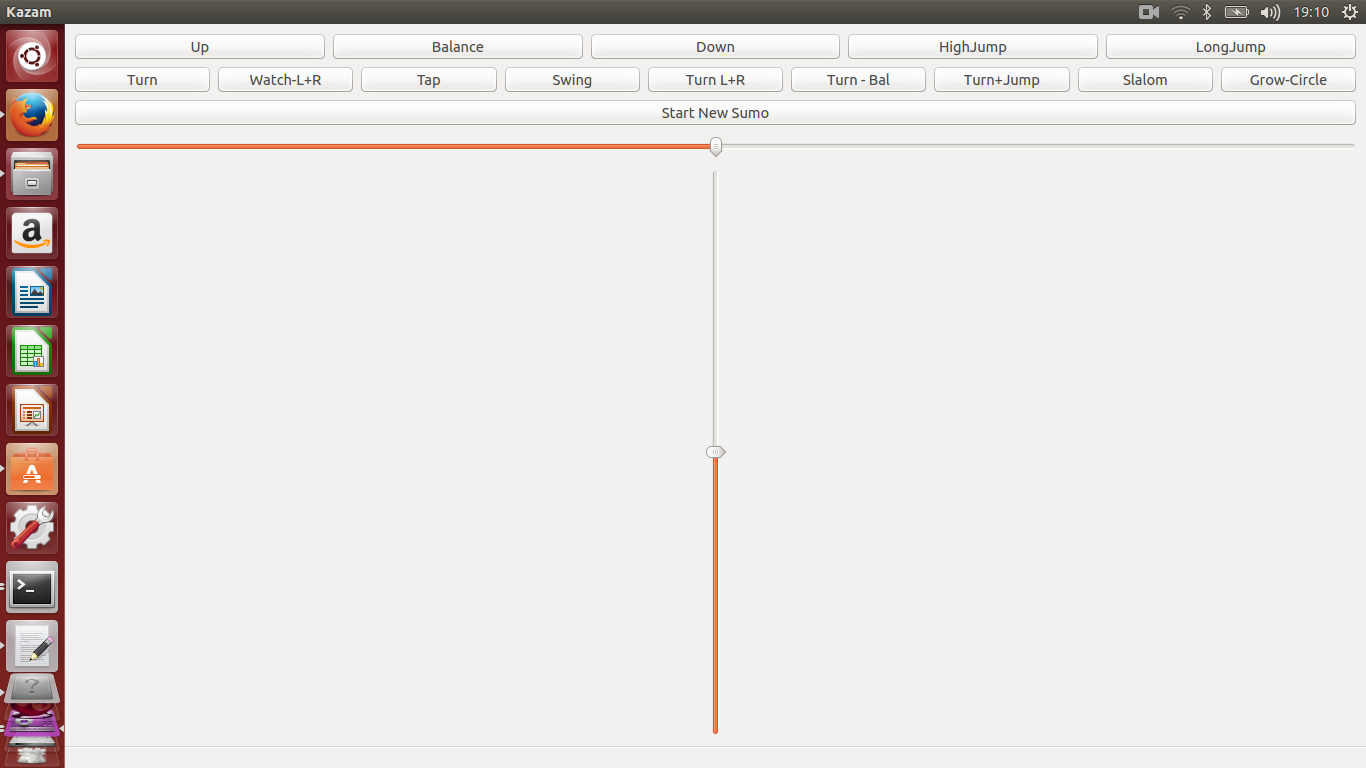 Kazam 19:10
Up Balance Down HighJump LongJump
Turn Watch-L+R Tap Swing Turn L+R Turn - Bal Turn+Jump Slalom Grow-Circle
Start New Sumo
a
A
>_
?